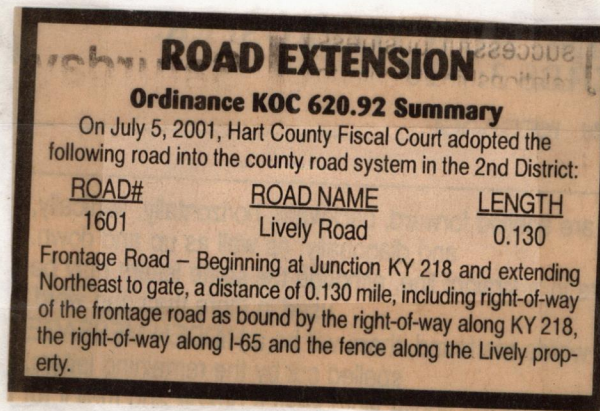 ROAD EXTENSION
Ordinance KOC 620.92 Summary
On July 5, 2001, Hart County Fiscal Court adopted the
following road into the county road system in the 2nd District:
ROAD# ROAD NAME LENGTH
1601 Lively Road 0.130
Frontage Road – Beginning at Junction KY 218 and extending
Northeast to gate, a distance of 0.130 mile, including right-of-way
of the frontage road as bound by the right-of-way along KY 218,
the right-of-way along I-65 and the fence along the Lively prop-
erty.